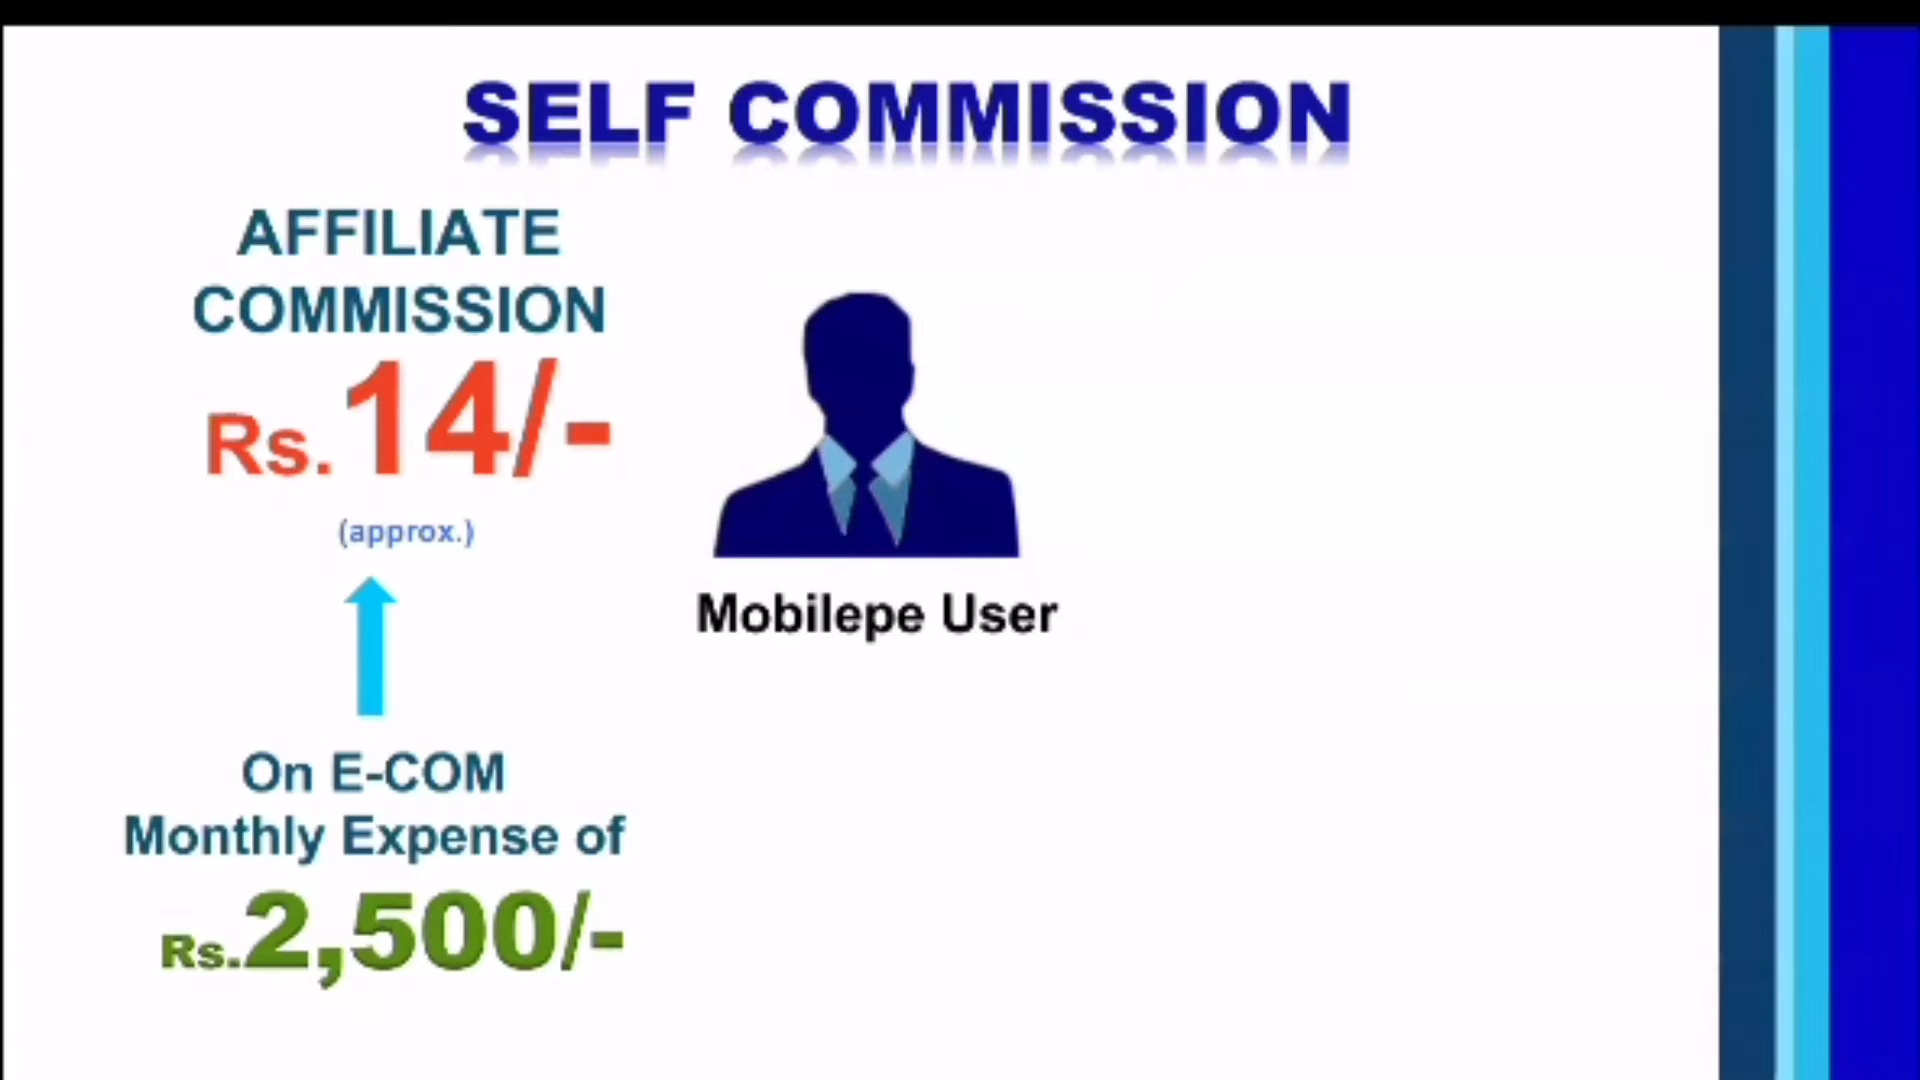 SELF COMMISSION
AFFILIATE
COMMISSION
Rs.14/-
(approx.)
Mobilepe User
On E-COM
Monthly Expense of
Rs.2,500/-